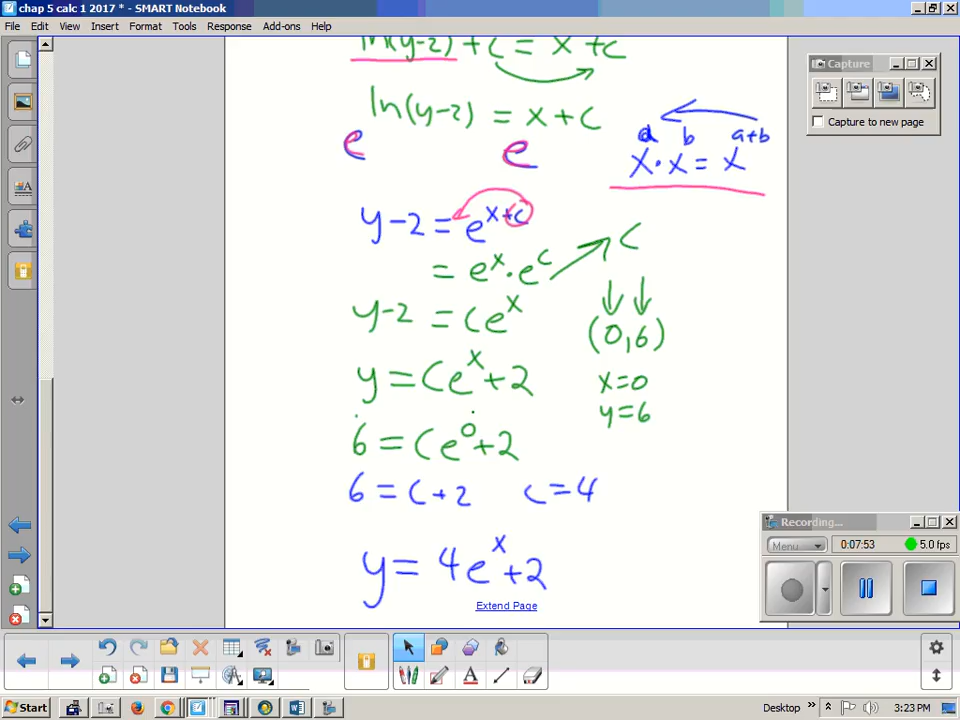 chap 5 calc 1 2017 * - SMART Notebook
File Edit View Insert Format Tools Response Add-ons Help
ln(y-2) + c = x + c
ln(y-2) = x + c
e e
x^a · x^b = x^(a+b)
y-2 = e^(x+c)
= e^x · e^c
c
y-2 = Ce^x
(0,6)
y = Ce^x + 2
x=0
y=6
6 = Ce^0 + 2
6 = C + 2 c = 4
y = 4e^x + 2
Extend Page
Capture
Capture to new page
Recording...
Menu 0:07:53 5.0 fps
Start
Desktop » 3:23 PM